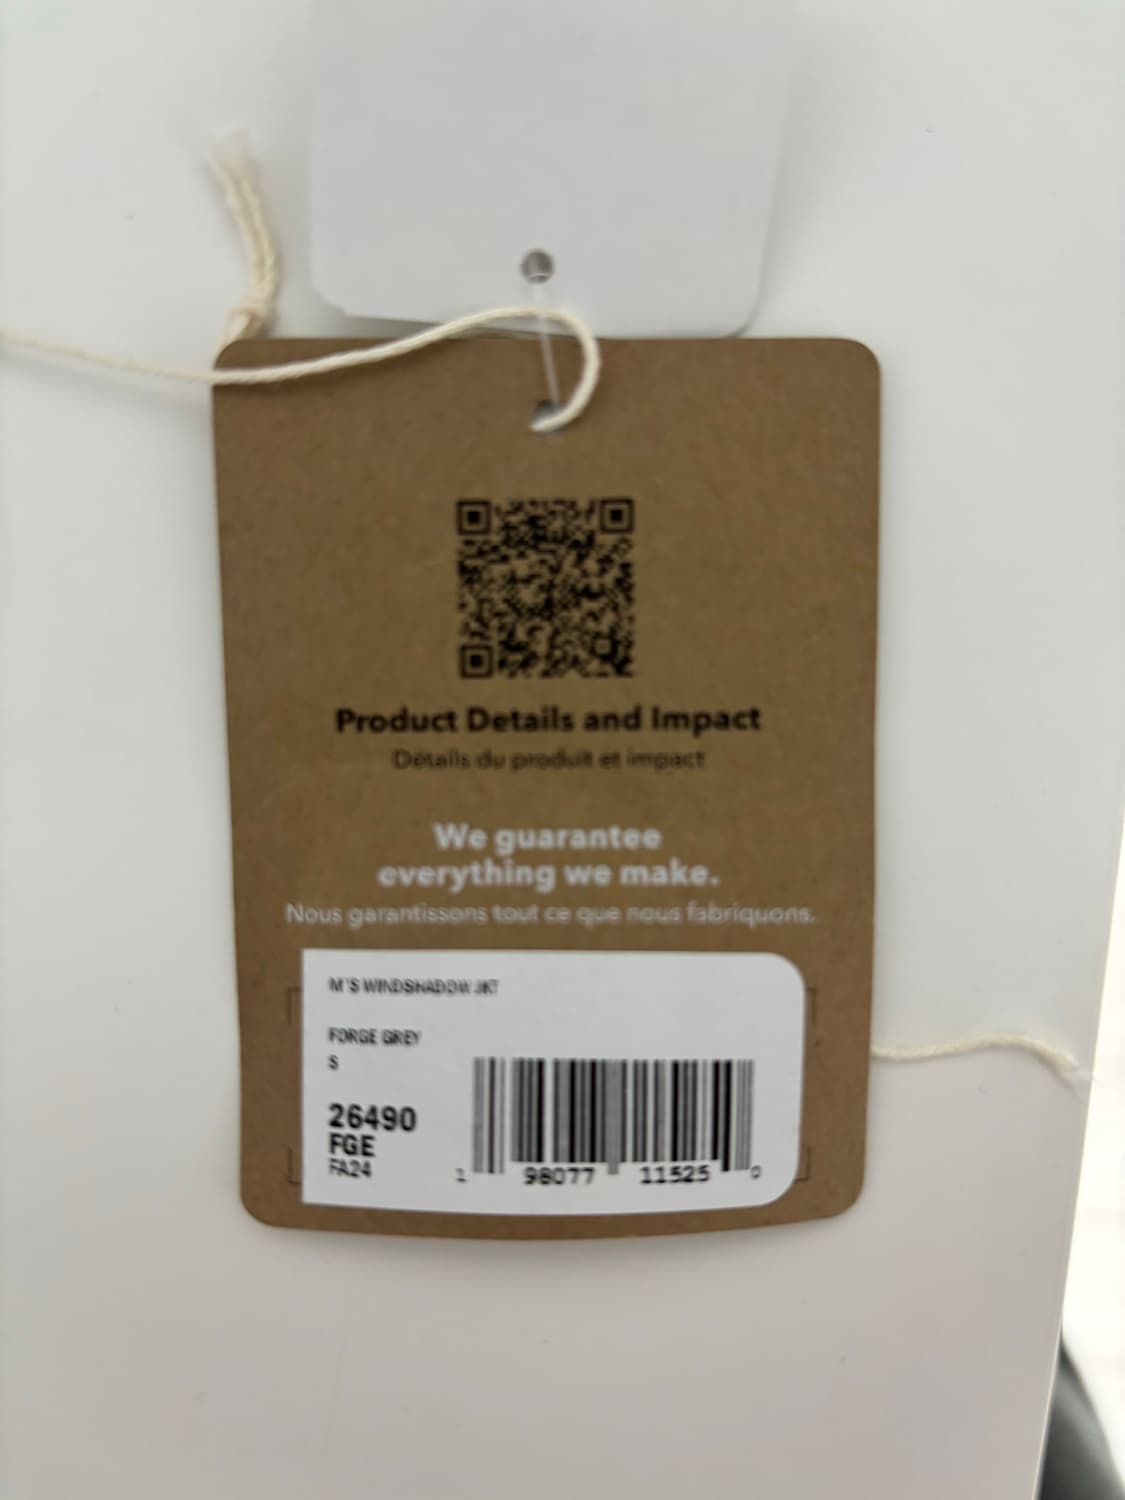 Product Details and Impact
Détails du produit et impact
We guarantee
everything we make.
Nous garantissons tout ce que nous fabriquons.
M'S WINDSHADOW JKT
FORGE GREY
S
26490
FGE
FA24
1 98077 11525 0